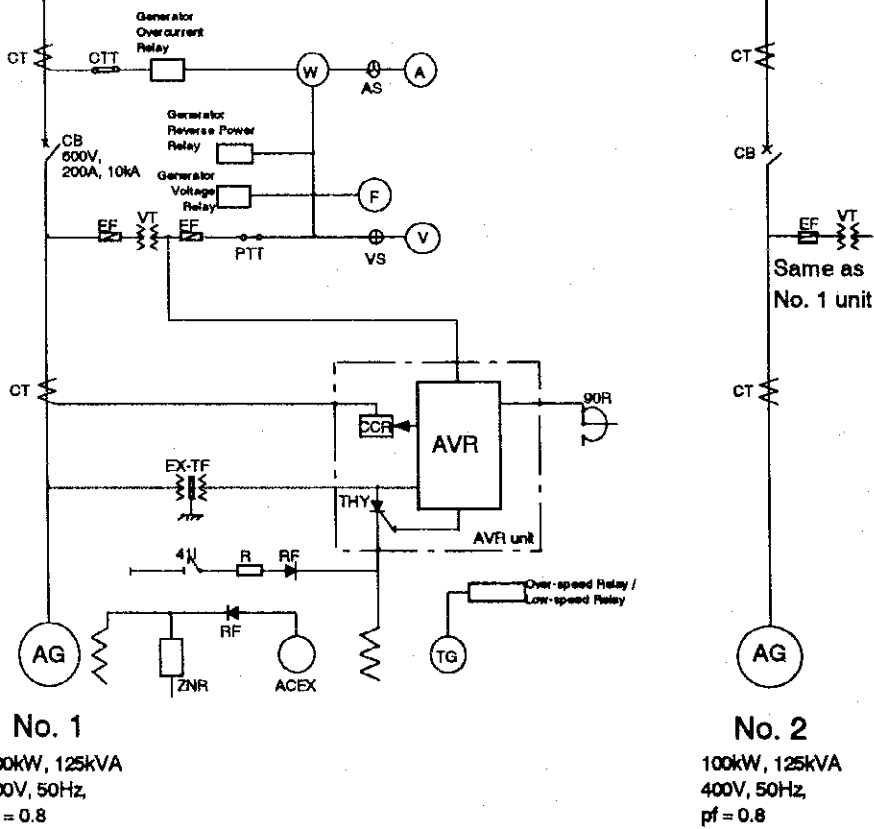 Generator
Overcurrent
Relay
CT
CTT
W
AS
A
CT
CB
600V,
200A, 10kA
Generator
Reverse Power
Relay
Generator
Voltage
Relay
F
CB
EF
VT
EF
PTT
VS
V
EF
VT
Same as
No. 1 unit
CT
CCR
AVR
90R
CT
EX-TF
THY
AVR unit
R
RF
Over-speed Relay /
Low-speed Relay
RF
AG
ZNR
ACEX
TG
AG
No. 1
00kW, 125kVA
00V, 50Hz,
= 0.8
No. 2
100kW, 125kVA
400V, 50Hz,
pf = 0.8